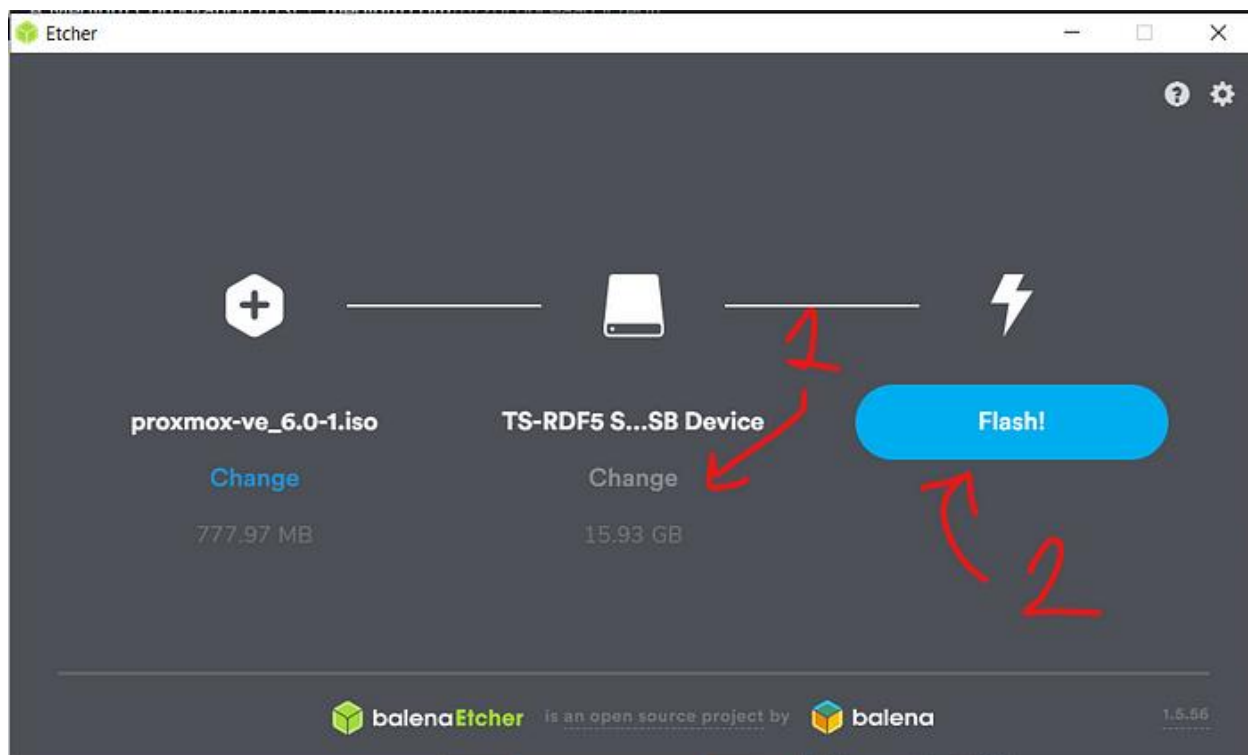 Etcher
1
proxmox-ve_6.0-1.iso
TS-RDF5 S...SB Device
Flash!
Change
Change
777.97 MB
15.93 GB
2
balenaEtcher is an open source project by balena
1.5.56